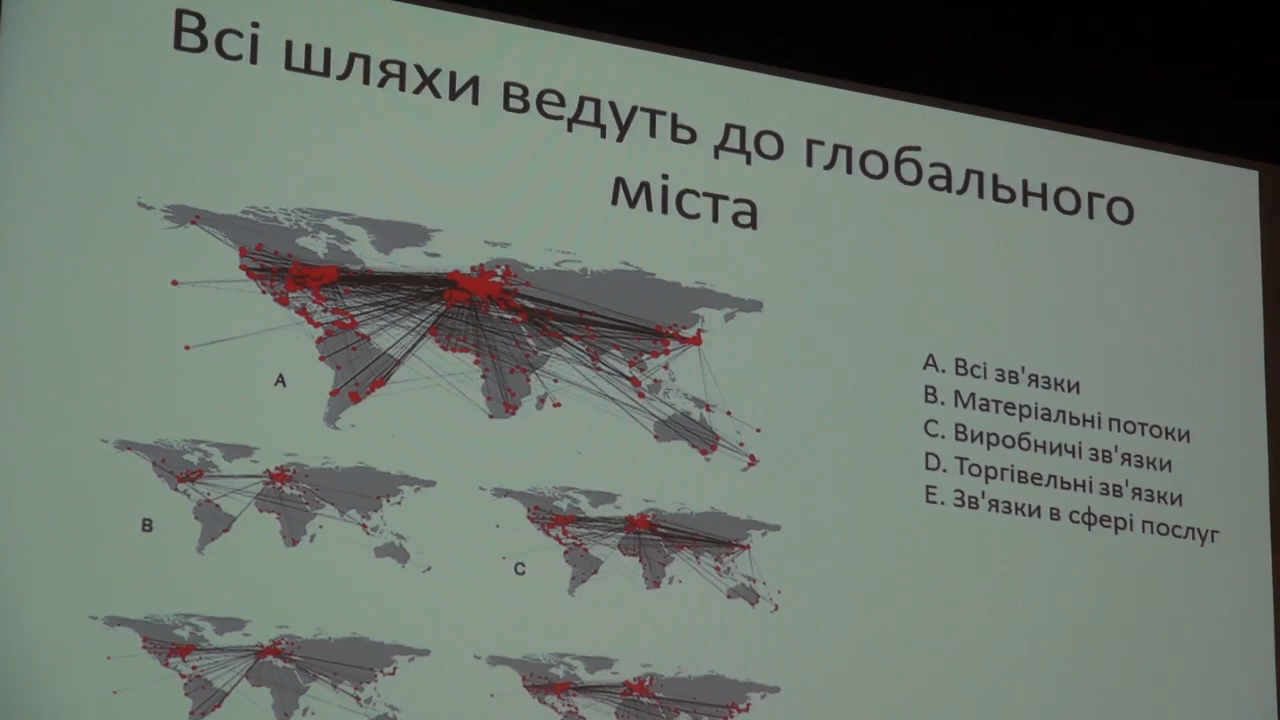 Всі шляхи ведуть до глобального
міста
A
A. Всі зв'язки
B. Матеріальні потоки
C. Виробничі зв'язки
D. Торгівельні зв'язки
E. Зв'язки в сфері послуг
B
C